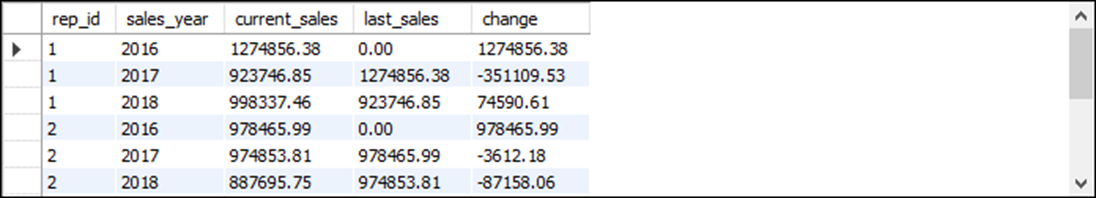 rep_id sales_year current_sales last_sales change
1 2016 1274856.38 0.00 1274856.38
1 2017 923746.85 1274856.38 -351109.53
1 2018 998337.46 923746.85 74590.61
2 2016 978465.99 0.00 978465.99
2 2017 974853.81 978465.99 -3612.18
2 2018 887695.75 974853.81 -87158.06